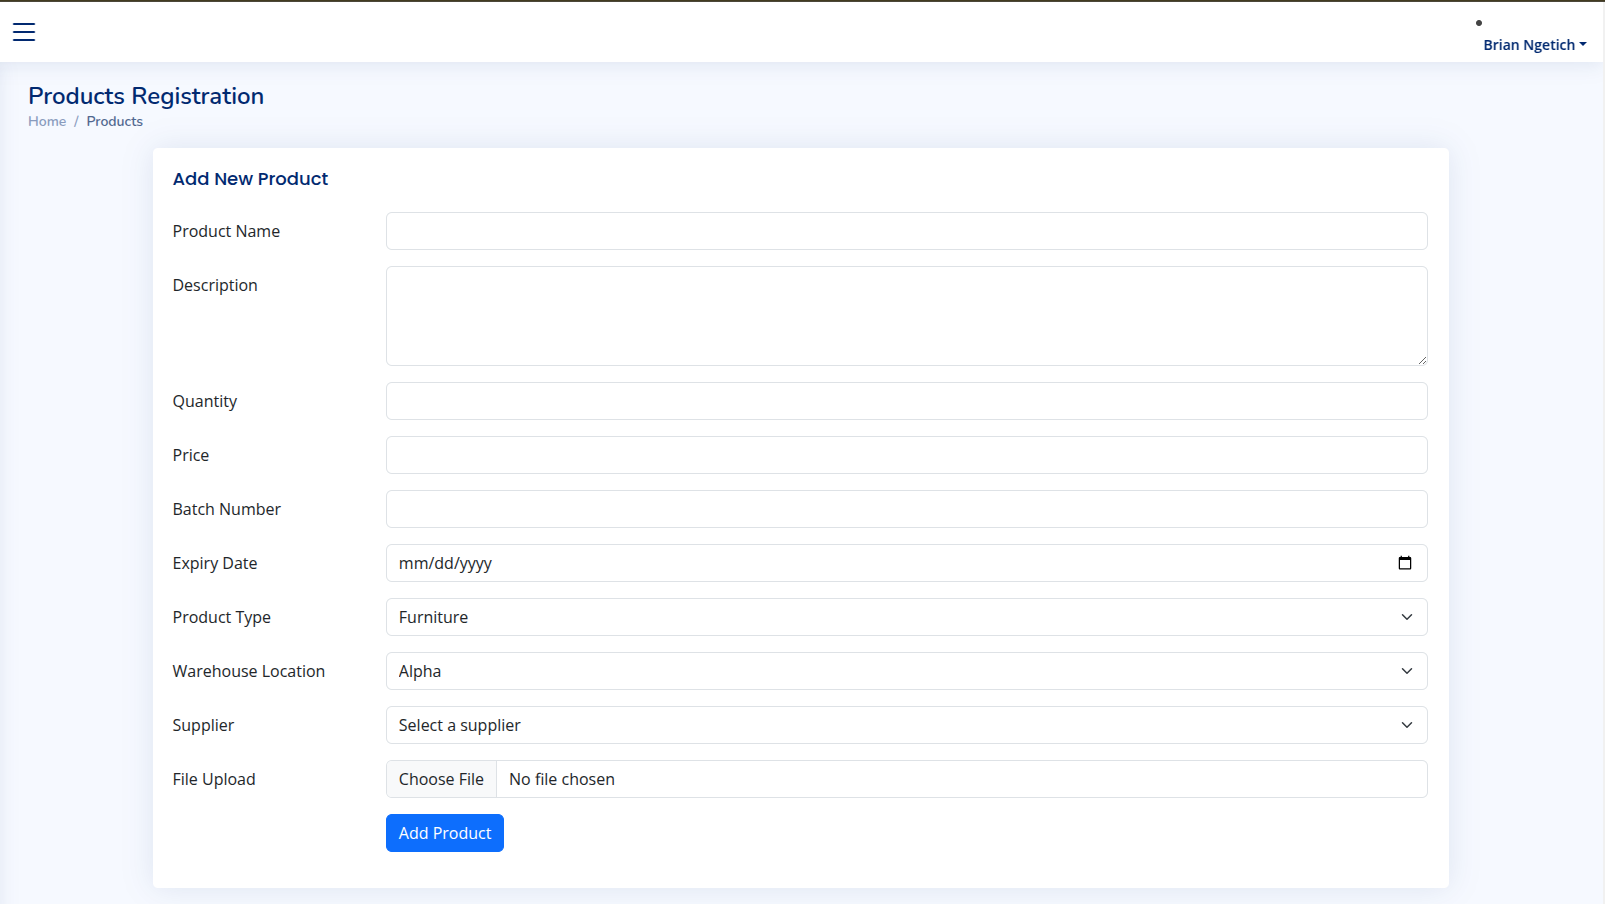 Brian Ngetich
Products Registration
Home / Products
Add New Product
Product Name
Description
Quantity
Price
Batch Number
Expiry Date mm/dd/yyyy
Product Type Furniture
Warehouse Location Alpha
Supplier Select a supplier
File Upload Choose File No file chosen
Add Product